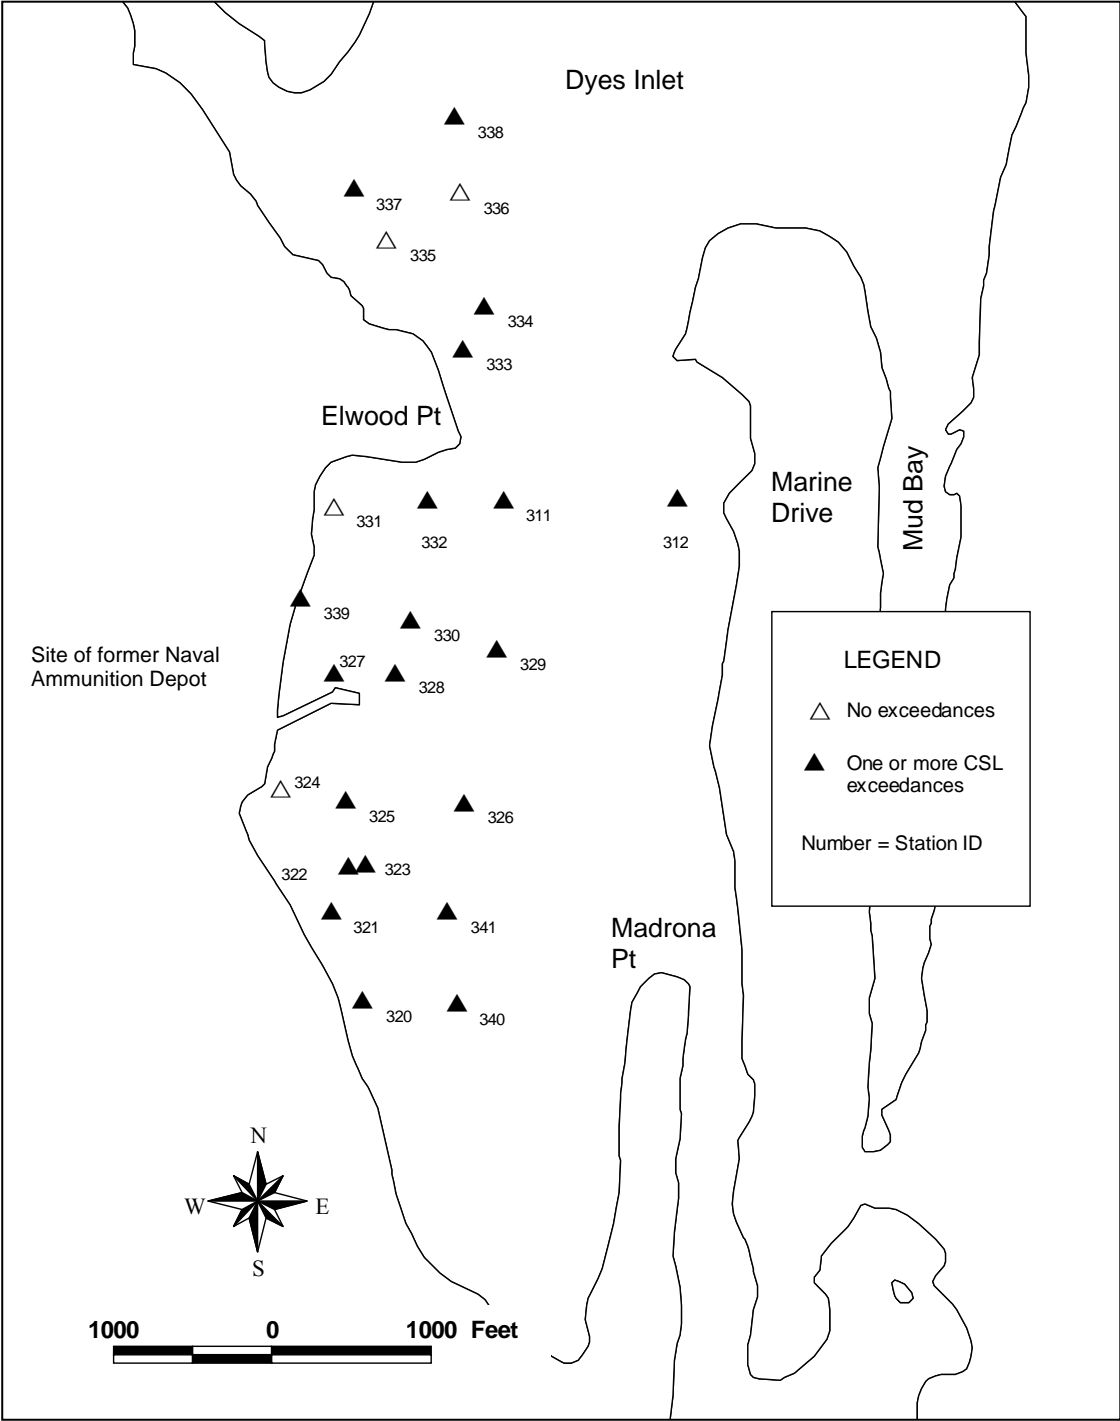 Dyes Inlet
338
337
336
335
334
333
Elwood Pt
Marine
Drive
Mud Bay
331
332
311
312
339
330
329
Site of former Naval
Ammunition Depot
327
328
LEGEND
No exceedances
One or more CSL
exceedances
Number = Station ID
324
325
326
322
323
321
341
Madrona
Pt
320
340
N
W
E
S
1000 0 1000 Feet